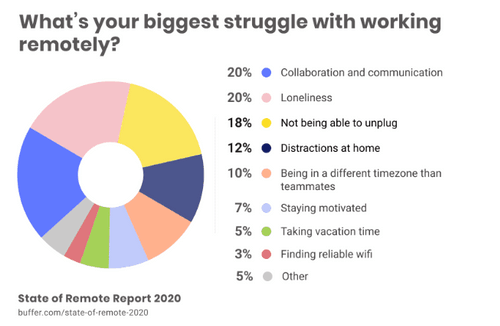 What's your biggest struggle with working
remotely?
20% Collaboration and communication
20% Loneliness
18% Not being able to unplug
12% Distractions at home
10% Being in a different timezone than
teammates
7% Staying motivated
5% Taking vacation time
3% Finding reliable wifi
5% Other
State of Remote Report 2020
buffer.com/state-of-remote-2020